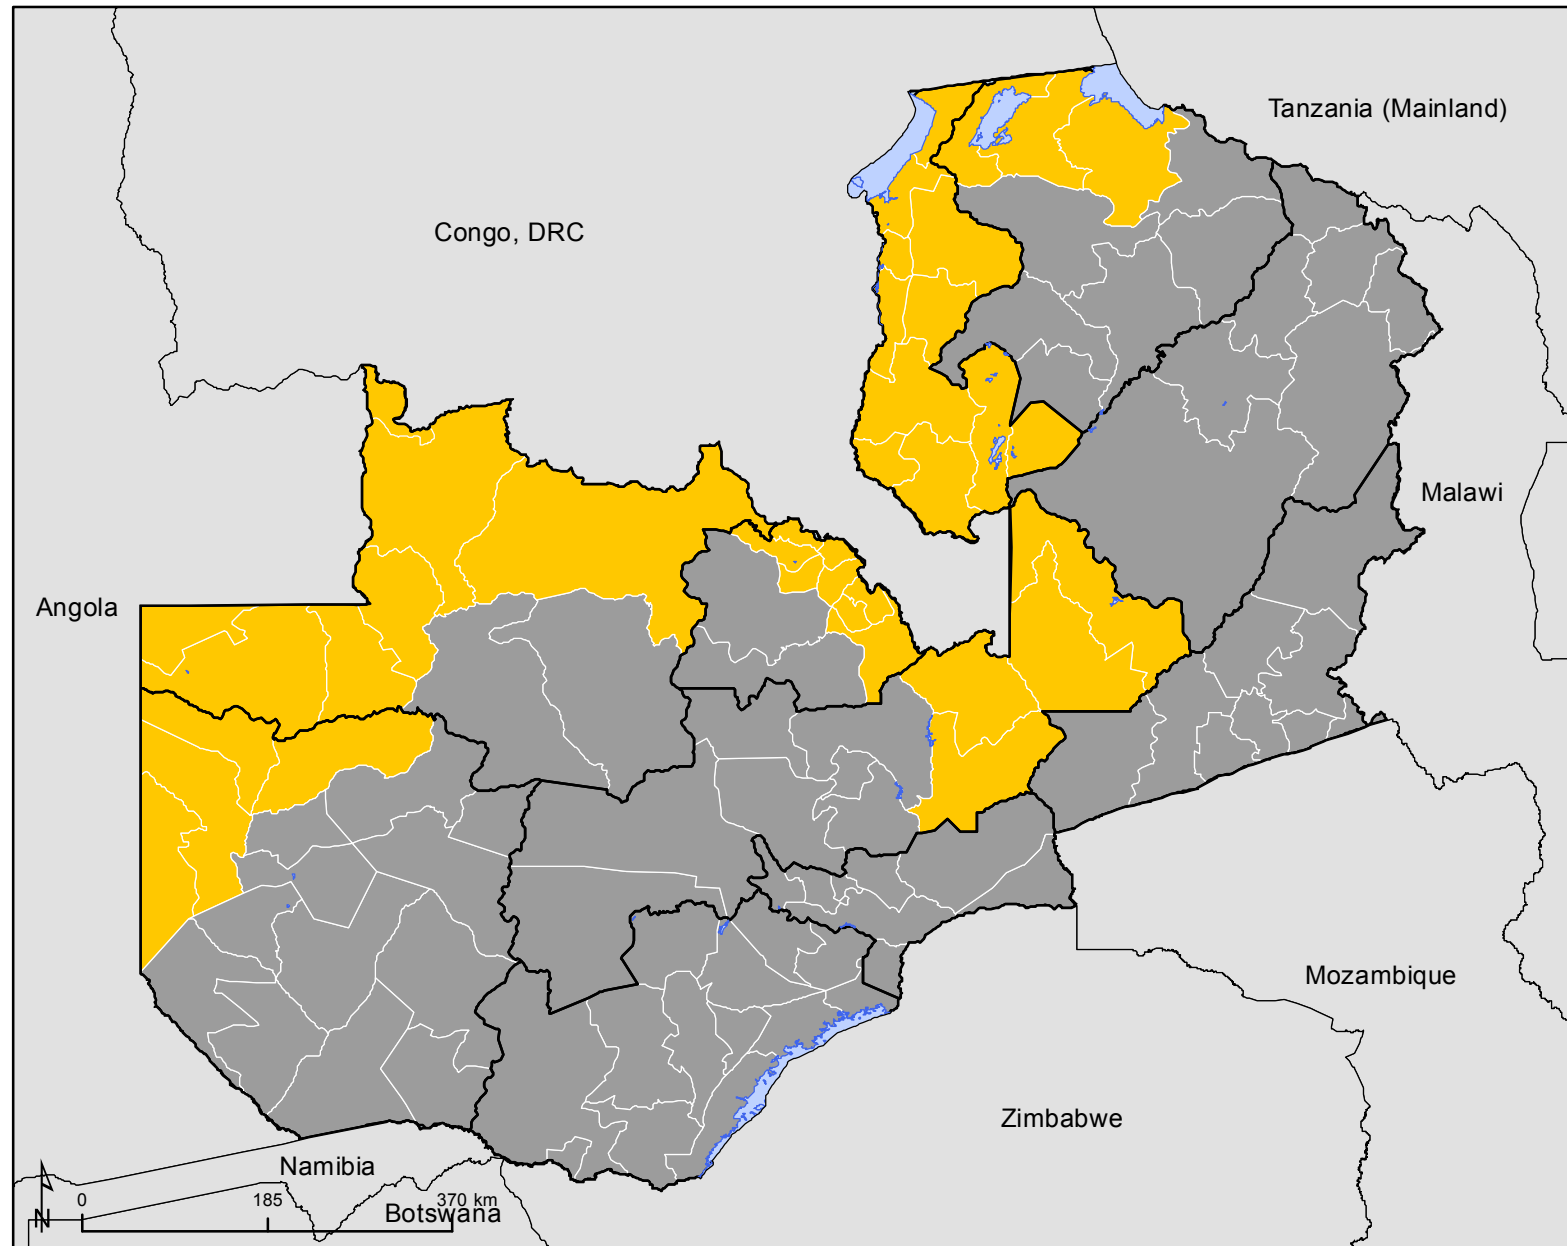 Tanzania (Mainland)
Congo, DRC
Malawi
Angola
Mozambique
Zimbabwe
Namibia
Botswana
0 185 370 km
N